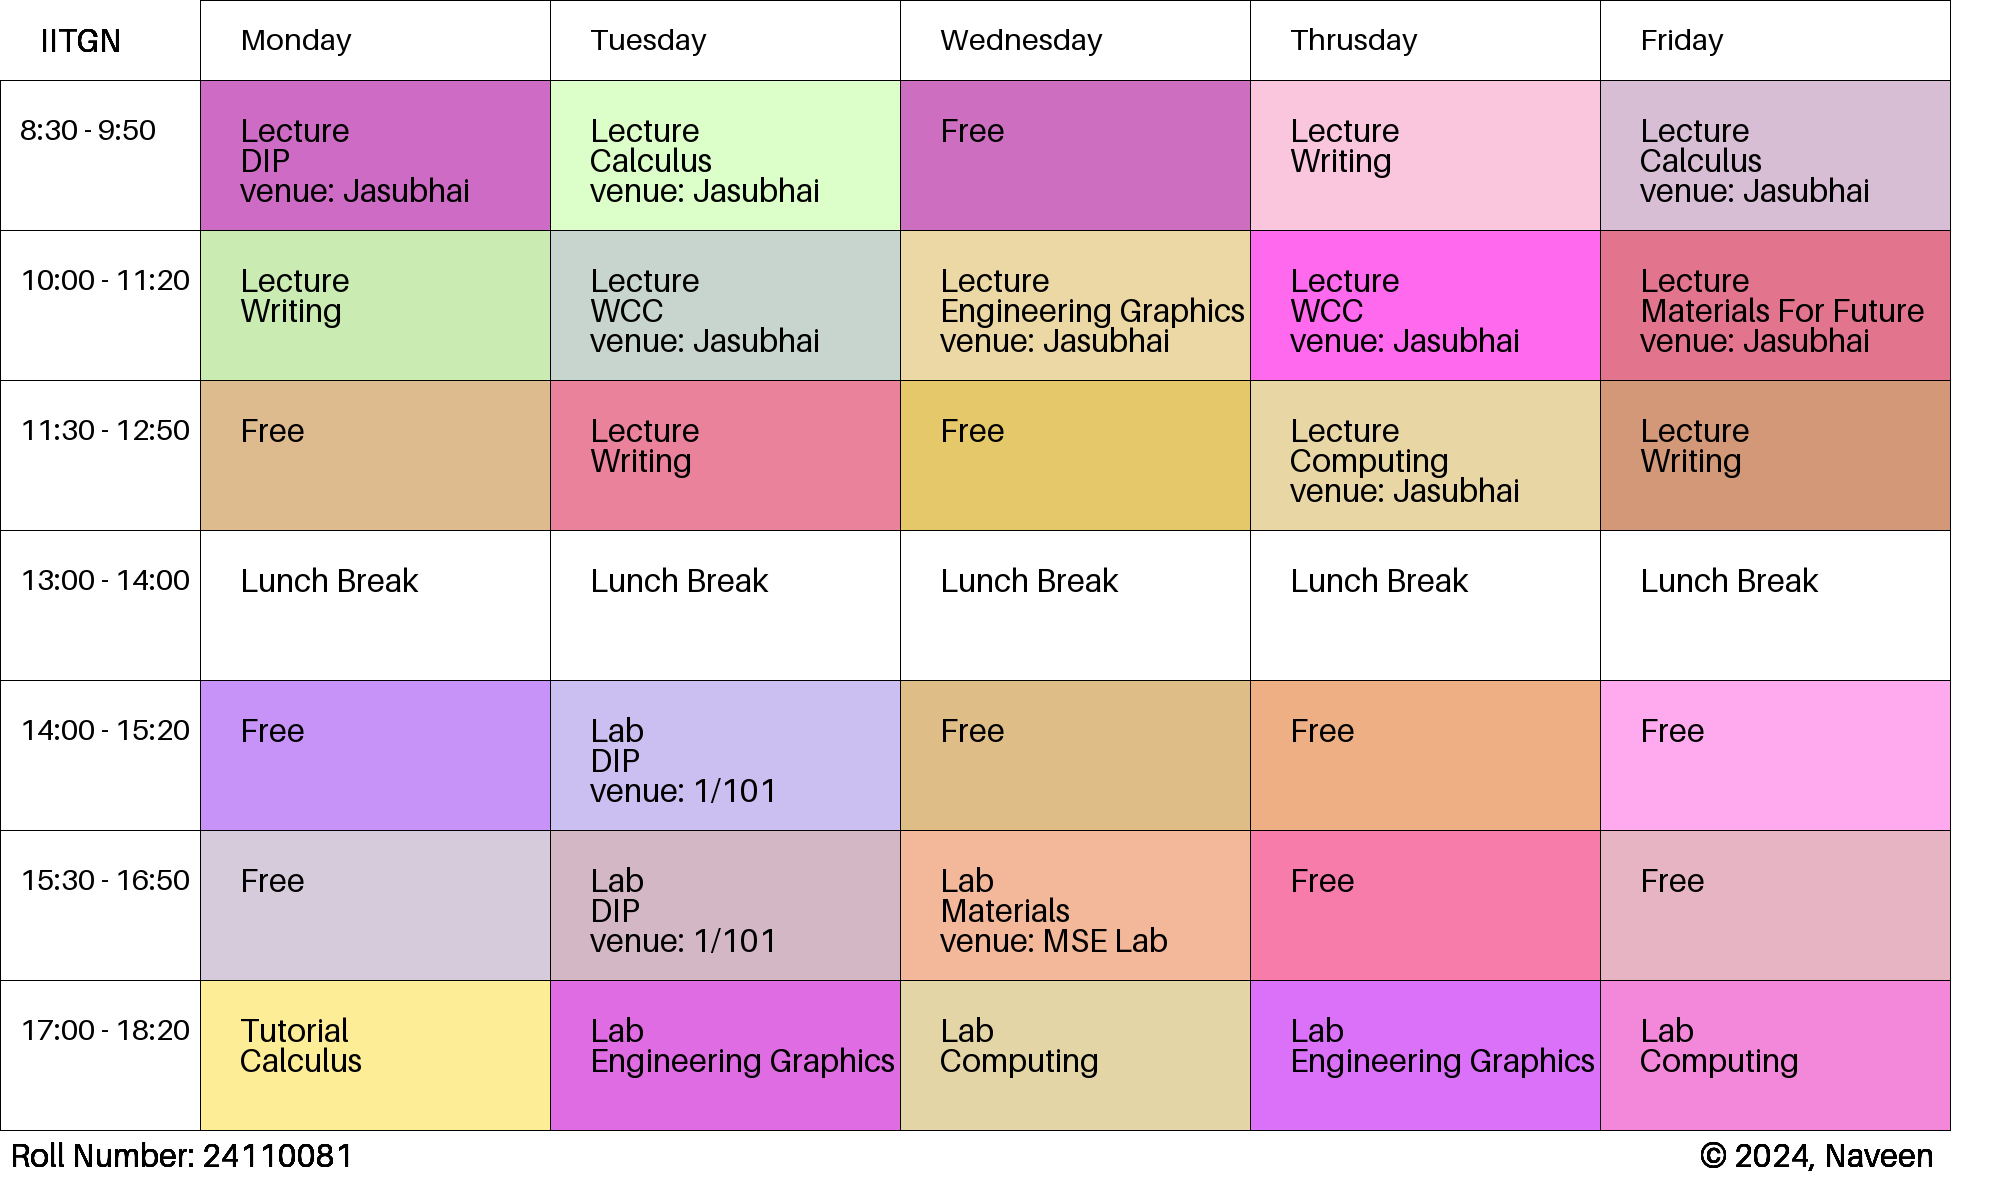 IITGN Monday Tuesday Wednesday Thrusday Friday
8:30 - 9:50
Lecture
DIP
venue: Jasubhai
Lecture
Calculus
venue: Jasubhai
Free
Lecture
Writing
Lecture
Calculus
venue: Jasubhai
10:00 - 11:20
Lecture
Writing
Lecture
WCC
venue: Jasubhai
Lecture
Engineering Graphics
venue: Jasubhai
Lecture
WCC
venue: Jasubhai
Lecture
Materials For Future
venue: Jasubhai
11:30 - 12:50
Free
Lecture
Writing
Free
Lecture
Computing
venue: Jasubhai
Lecture
Writing
13:00 - 14:00
Lunch Break
Lunch Break
Lunch Break
Lunch Break
Lunch Break
14:00 - 15:20
Free
Lab
DIP
venue: 1/101
Free
Free
Free
15:30 - 16:50
Free
Lab
DIP
venue: 1/101
Lab
Materials
venue: MSE Lab
Free
Free
17:00 - 18:20
Tutorial
Calculus
Lab
Engineering Graphics
Lab
Computing
Lab
Engineering Graphics
Lab
Computing
Roll Number: 24110081
© 2024, Naveen